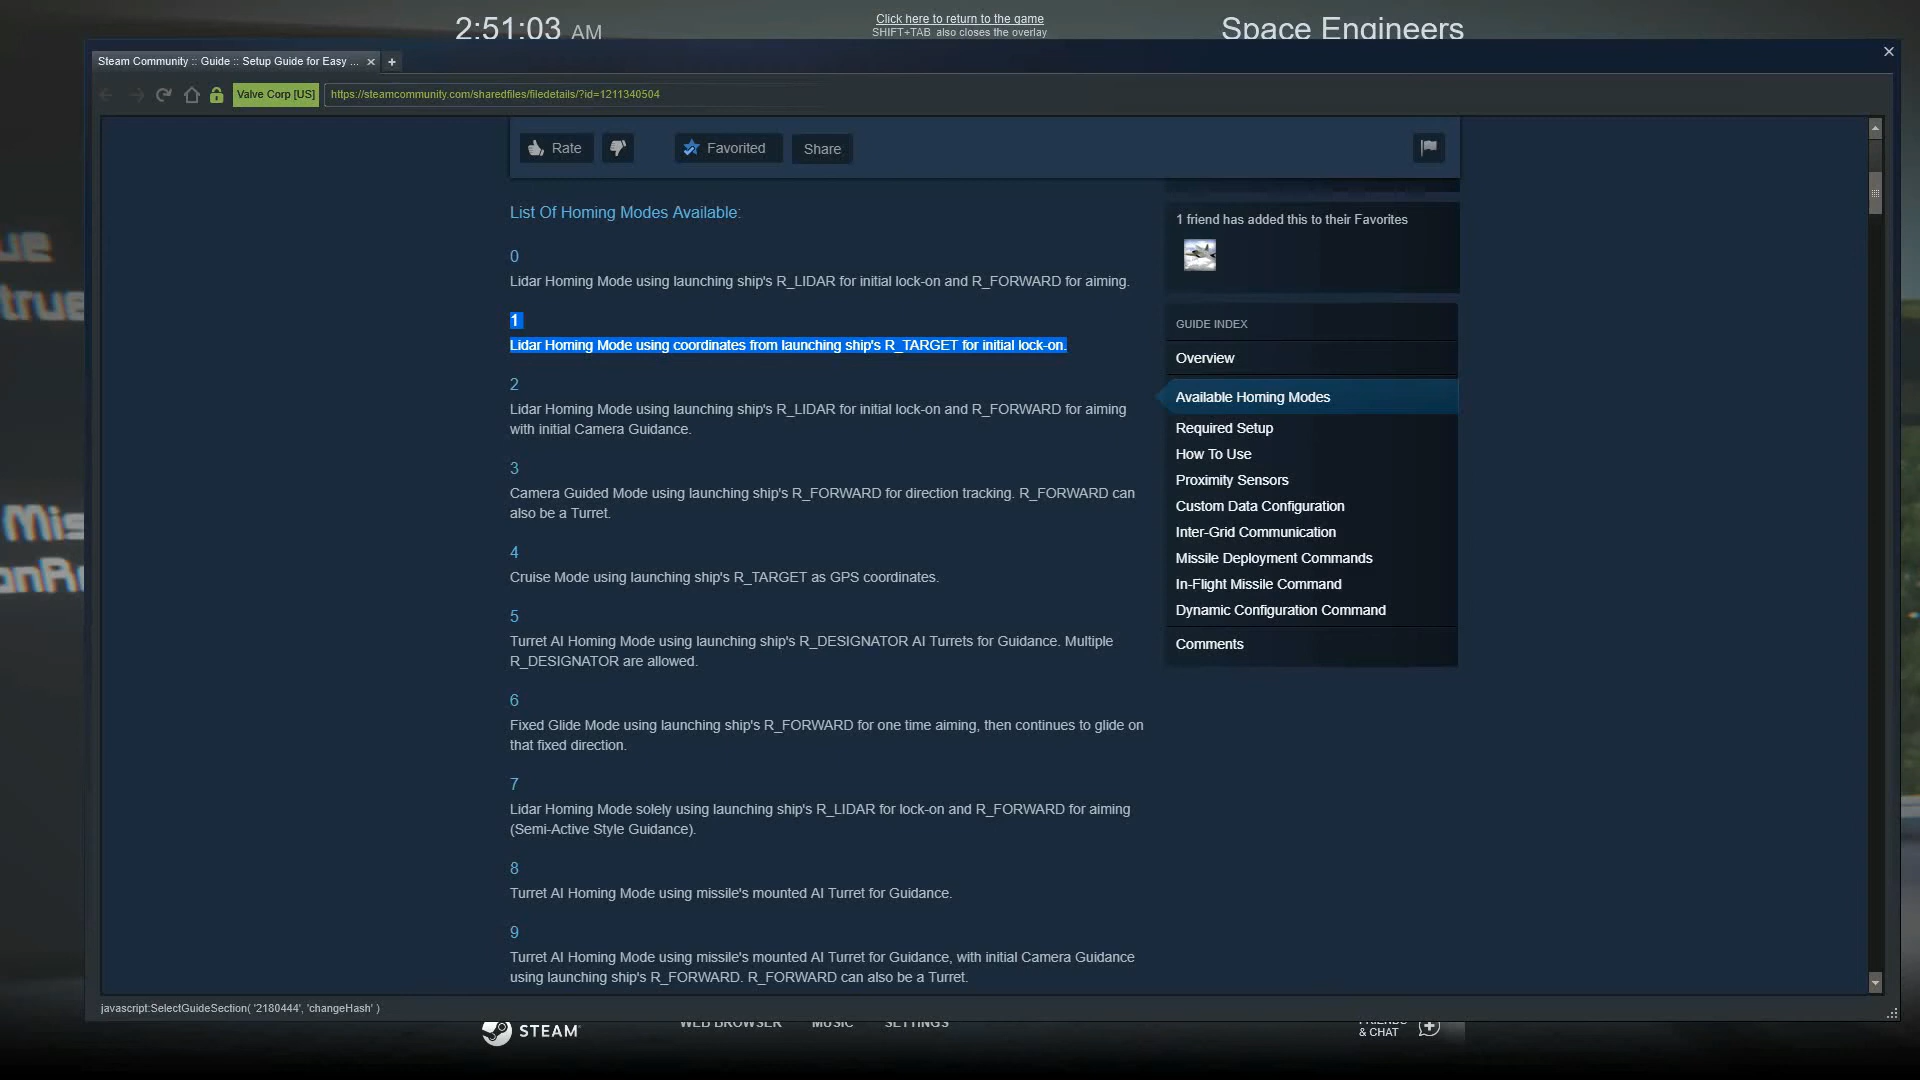 2:51:03 AM
Click here to return to the game
SHIFT+TAB also closes the overlay
Space Engineers
Steam Community :: Guide :: Setup Guide for Easy ...
Valve Corp [US]
https://steamcommunity.com/sharedfiles/filedetails/?id=1211340504
Rate
Favorited
Share
List Of Homing Modes Available:
0
Lidar Homing Mode using launching ship's R_LIDAR for initial lock-on and R_FORWARD for aiming.
1
Lidar Homing Mode using coordinates from launching ship's R_TARGET for initial lock-on.
2
Lidar Homing Mode using launching ship's R_LIDAR for initial lock-on and R_FORWARD for aiming
with initial Camera Guidance.
3
Camera Guided Mode using launching ship's R_FORWARD for direction tracking. R_FORWARD can
also be a Turret.
4
Cruise Mode using launching ship's R_TARGET as GPS coordinates.
5
Turret AI Homing Mode using launching ship's R_DESIGNATOR AI Turrets for Guidance. Multiple
R_DESIGNATOR are allowed.
6
Fixed Glide Mode using launching ship's R_FORWARD for one time aiming, then continues to glide on
that fixed direction.
7
Lidar Homing Mode solely using launching ship's R_LIDAR for lock-on and R_FORWARD for aiming
(Semi-Active Style Guidance).
8
Turret AI Homing Mode using missile's mounted AI Turret for Guidance.
9
Turret AI Homing Mode using missile's mounted AI Turret for Guidance, with initial Camera Guidance
using launching ship's R_FORWARD. R_FORWARD can also be a Turret.
1 friend has added this to their Favorites
GUIDE INDEX
Overview
Available Homing Modes
Required Setup
How To Use
Proximity Sensors
Custom Data Configuration
Inter-Grid Communication
Missile Deployment Commands
In-Flight Missile Command
Dynamic Configuration Command
Comments
javascript:SelectGuideSection( '2180444', 'changeHash' )
STEAM
WEB BROWSER
MUSIC
SETTINGS
FRIENDS
& CHAT